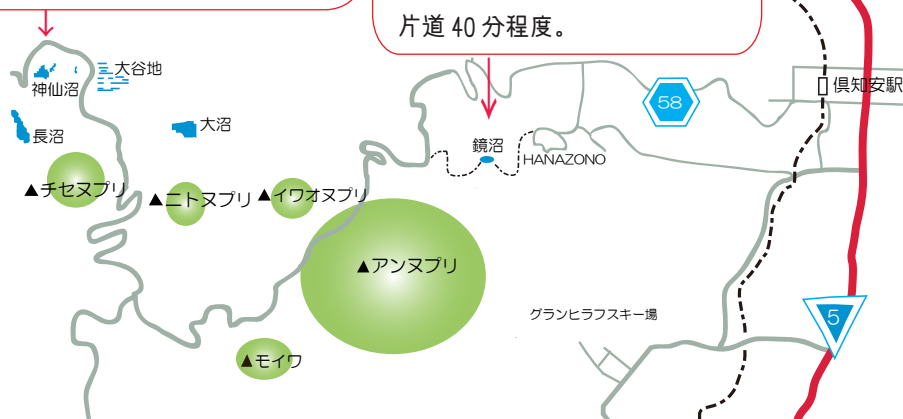 片道 40 分程度。
大谷地
神仙沼
58
倶知安駅
長沼
大沼
鏡沼
HANAZONO
▲チセヌプリ
▲ニトヌプリ
▲イワオヌプリ
▲アンヌプリ
グランヒラフスキー場
5
▲モイワ